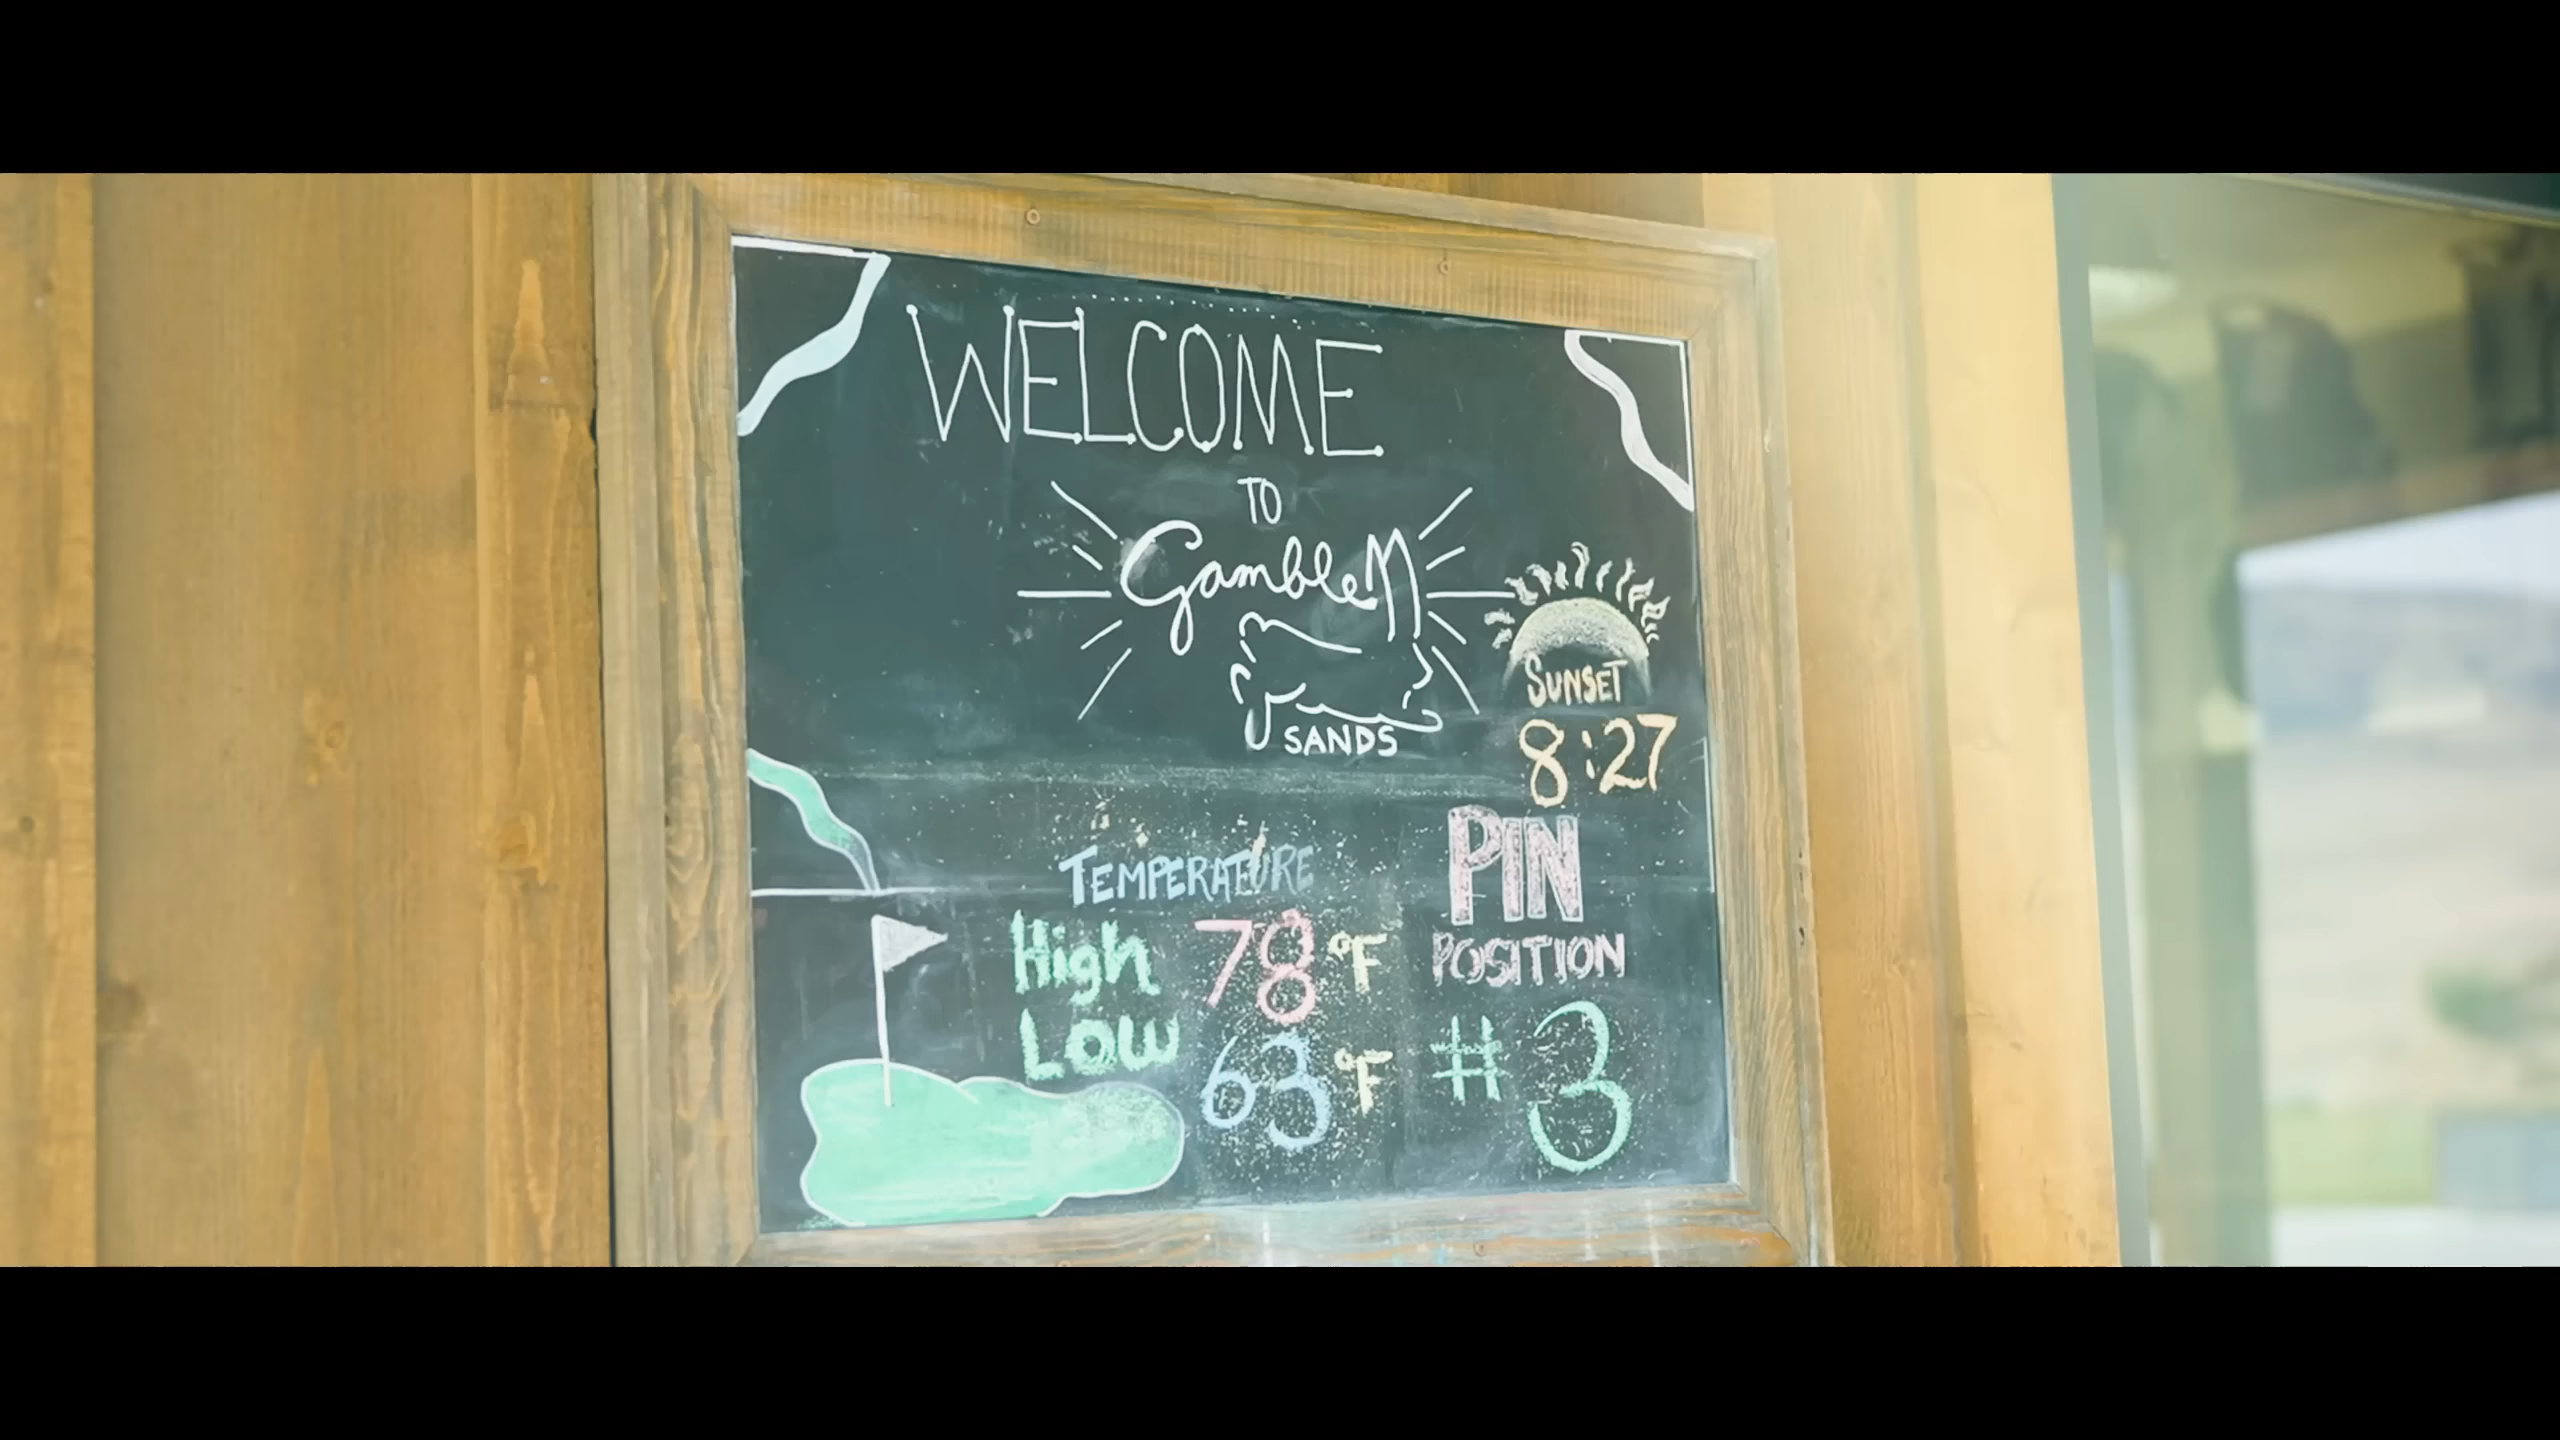 WELCOME
TO
Gamble
SANDS
SUNSET
8:27
TEMPERATURE
High 78 °F
Low 63 °F
PIN
POSITION
#3